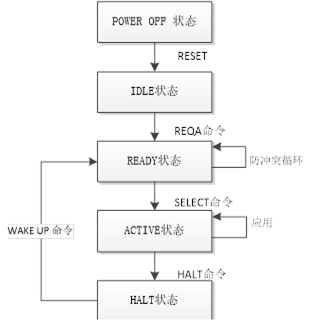 POWER OFF 状态
RESET
IDLE状态
REQA命令
READY状态
防冲突循环
SELECT命令
ACTIVE状态
应用
WAKE UP 命令
HALT命令
HALT状态